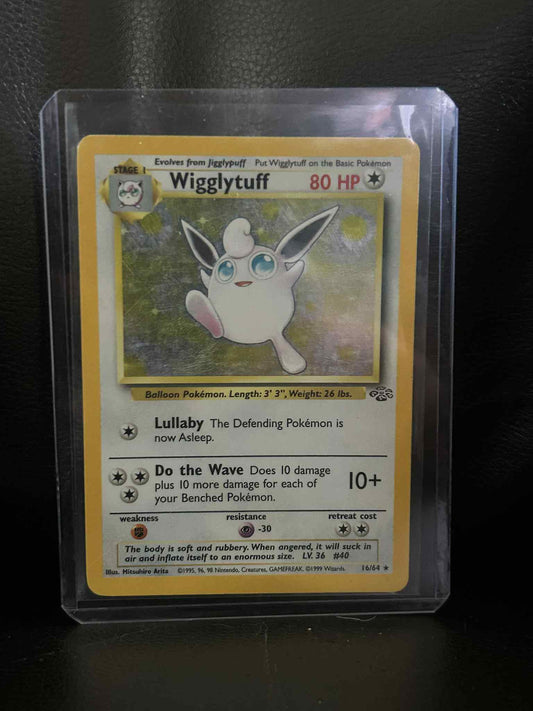 Evolves from Jigglypuff Put Wigglytuff on the Basic Pokémon
STAGE 1
Wigglytuff 80 HP
Balloon Pokémon. Length: 3' 3", Weight: 26 lbs.
Lullaby The Defending Pokémon is
now Asleep.
Do the Wave Does 10 damage
plus 10 more damage for each of
your Benched Pokémon.
10+
weakness resistance retreat cost
-30
The body is soft and rubbery. When angered, it will suck in
air and inflate itself to an enormous size. LV. 36 #40
Illus. Mitsuhiro Arita ©1995, 96, 98 Nintendo, Creatures, GAMEFREAK. ©1999 Wizards. 16/64 ★